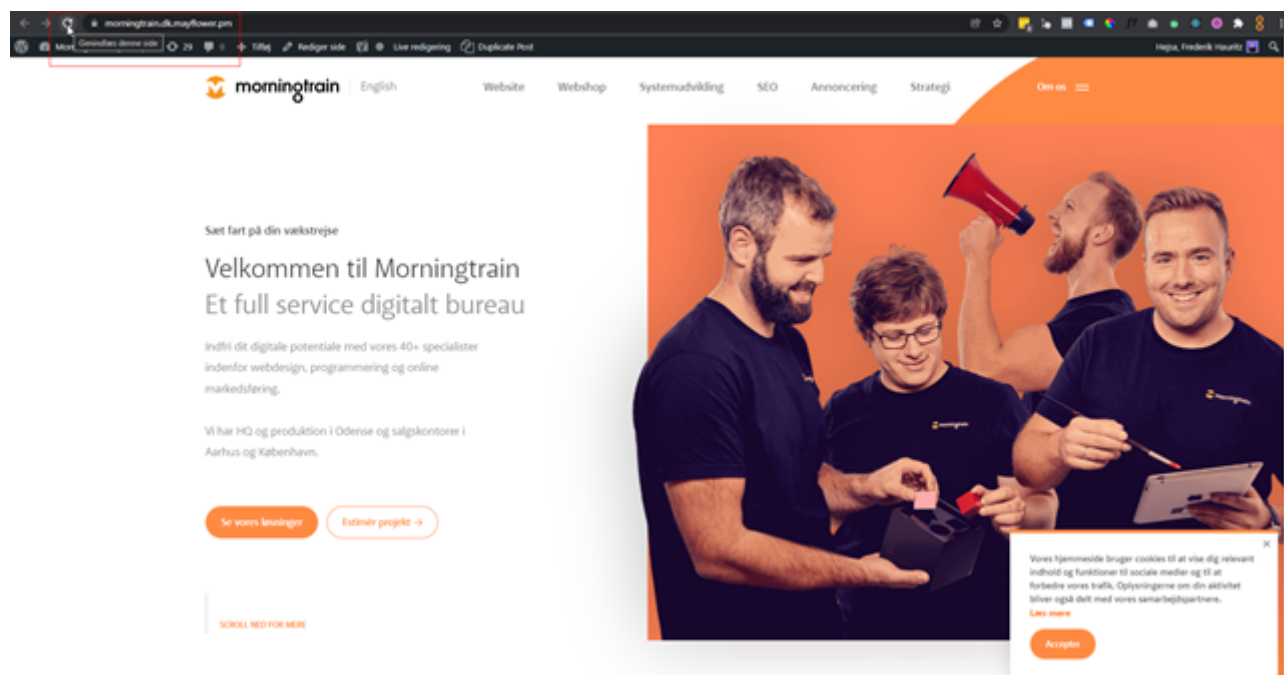 morningtrain.dk.mayflower.pm
Genindlæs denne side
29
0
Tilføj
Rediger side
Live redigering
Duplicate Post
Hejsa, Frederik Hauritz
morningtrain
English
Website
Webshop
Systemudvikling
SEO
Annoncering
Strategi
Om os
Sæt fart på din vækstrejse
Velkommen til Morningtrain
Et full service digitalt bureau
Indfri dit digitale potentiale med vores 40+ specialister
indenfor webdesign, programmering og online
markedsføring.
Vi har HQ og produktion i Odense og salgskontorer i
Aarhus og København.
Se vores løsninger
Estimér projekt →
SCROLL NED FOR MERE
morningtrain
Vores hjemmeside bruger cookies til at vise dig relevant
indhold og funktioner til sociale medier og til at
forbedre vores trafik. Oplysningerne om din aktivitet
bliver også delt med vores samarbejdspartnere.
Læs mere
Accepter